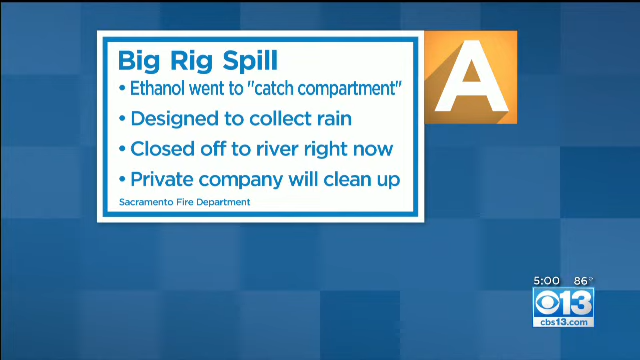 Big Rig Spill
• Ethanol went to "catch compartment"
• Designed to collect rain
• Closed off to river right now
• Private company will clean up
Sacramento Fire Department
A
5:00 86°
13
cbs13.com